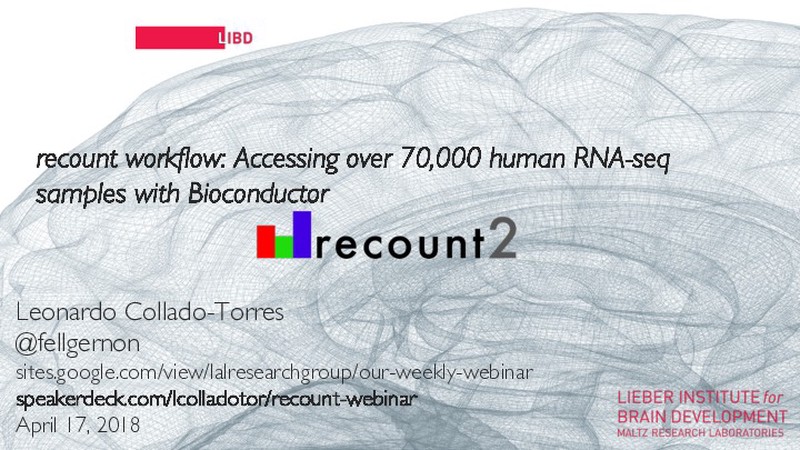 LIBD
recount workflow: Accessing over 70,000 human RNA-seq
samples with Bioconductor
recount2
Leonardo Collado-Torres
@fellgernon
sites.google.com/view/lalresearchgroup/our-weekly-webinar
speakerdeck.com/lcolladotor/recount-webinar
April 17, 2018
LIEBER INSTITUTE for
BRAIN DEVELOPMENT
MALTZ RESEARCH LABORATORIES